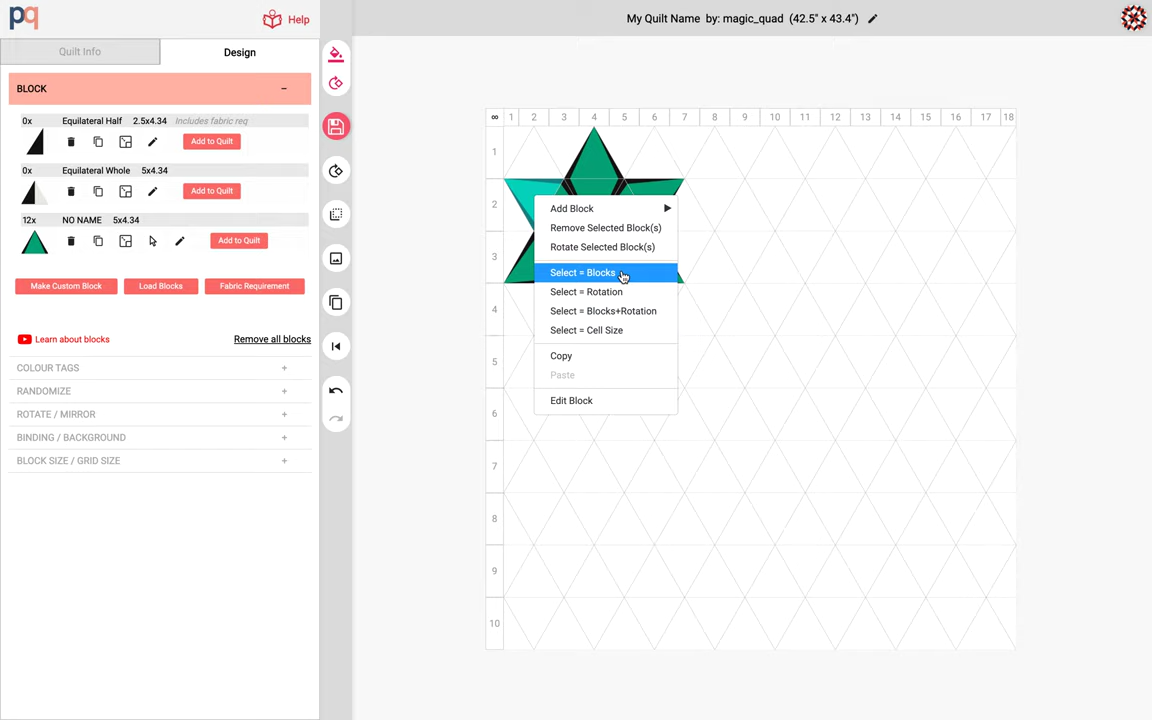 pq
Help
My Quilt Name by: magic_quad (42.5" x 43.4")
Quilt Info
Design
BLOCK
0x Equilateral Half 2.5x4.34 Includes fabric req
Add to Quilt
0x Equilateral Whole 5x4.34
Add to Quilt
12x NO NAME 5x4.34
Add to Quilt
Make Custom Block
Load Blocks
Fabric Requirement
Learn about blocks
Remove all blocks
COLOUR TAGS +
RANDOMIZE +
ROTATE / MIRROR +
BINDING / BACKGROUND +
BLOCK SIZE / GRID SIZE +
∞ 1 2 3 4 5 6 7 8 9 10 11 12 13 14 15 16 17 18
1
2
3
4
5
6
7
8
9
10
Add Block
Remove Selected Block(s)
Rotate Selected Block(s)
Select = Blocks
Select = Rotation
Select = Blocks+Rotation
Select = Cell Size
Copy
Paste
Edit Block